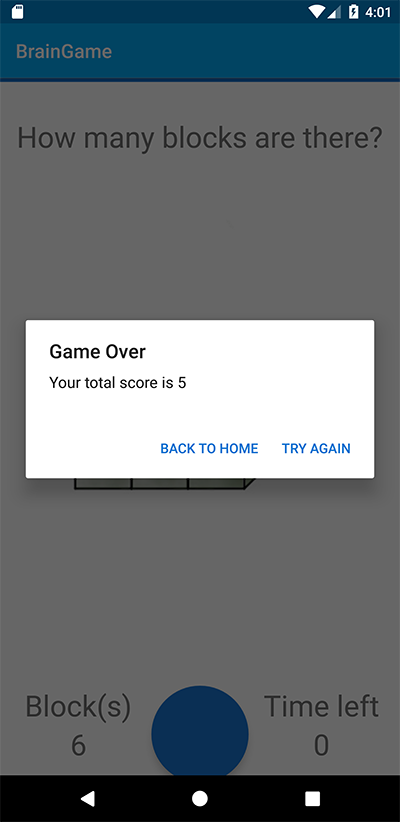 4:01
BrainGame
How many blocks are there?
Game Over
Your total score is 5
BACK TO HOME TRY AGAIN
Block(s) Time left
6 0